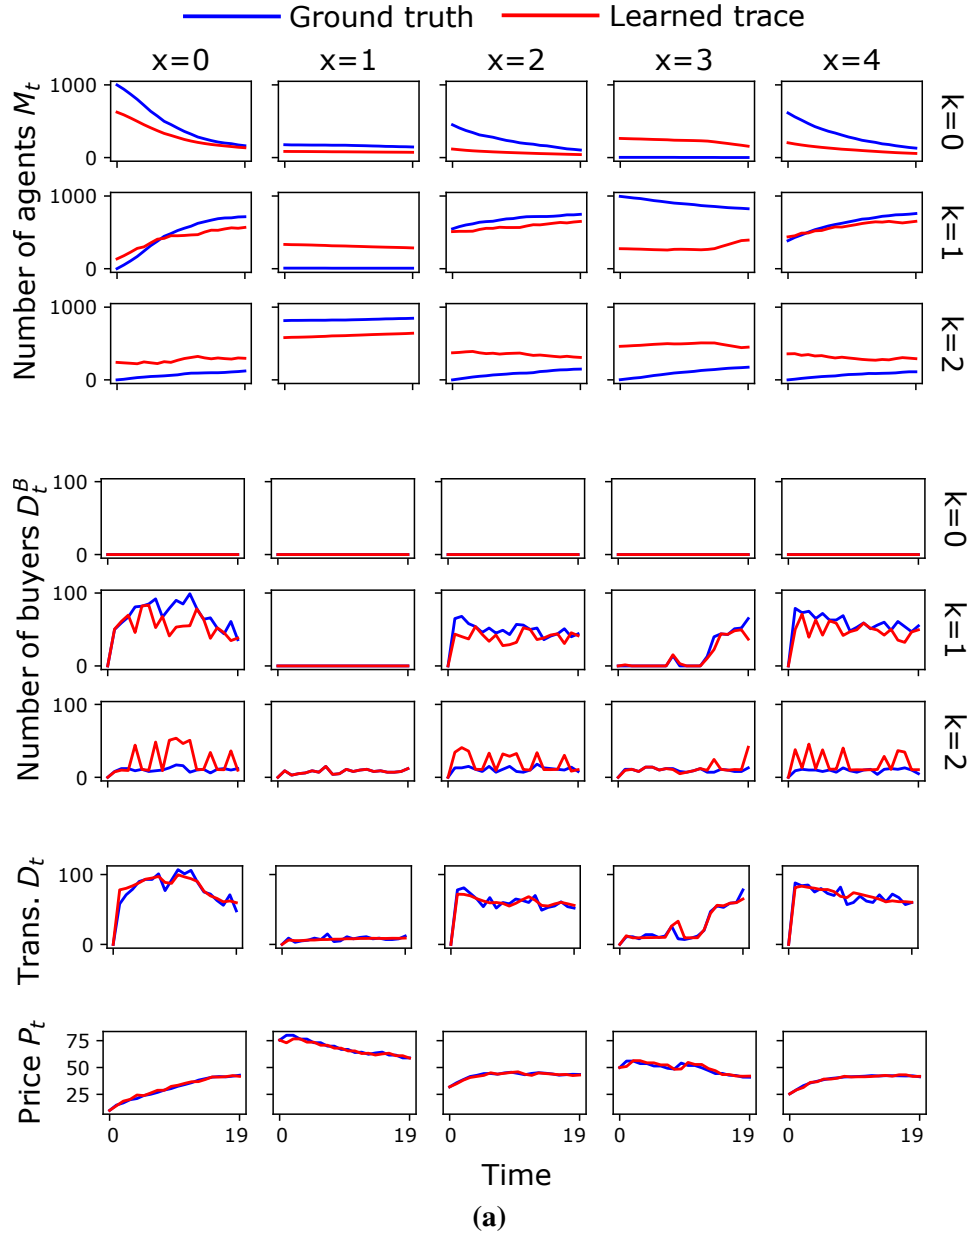 Ground truth Learned trace
x=0 x=1 x=2 x=3 x=4
Number of agents M_t
1000
0
k=0
1000
0
k=1
1000
0
k=2
Number of buyers D_t^B
100
0
k=0
100
0
k=1
100
0
k=2
Trans. D_t
100
0
Price P_t
75
50
25
0 19 0 19 0 19 0 19 0 19
Time
(a)